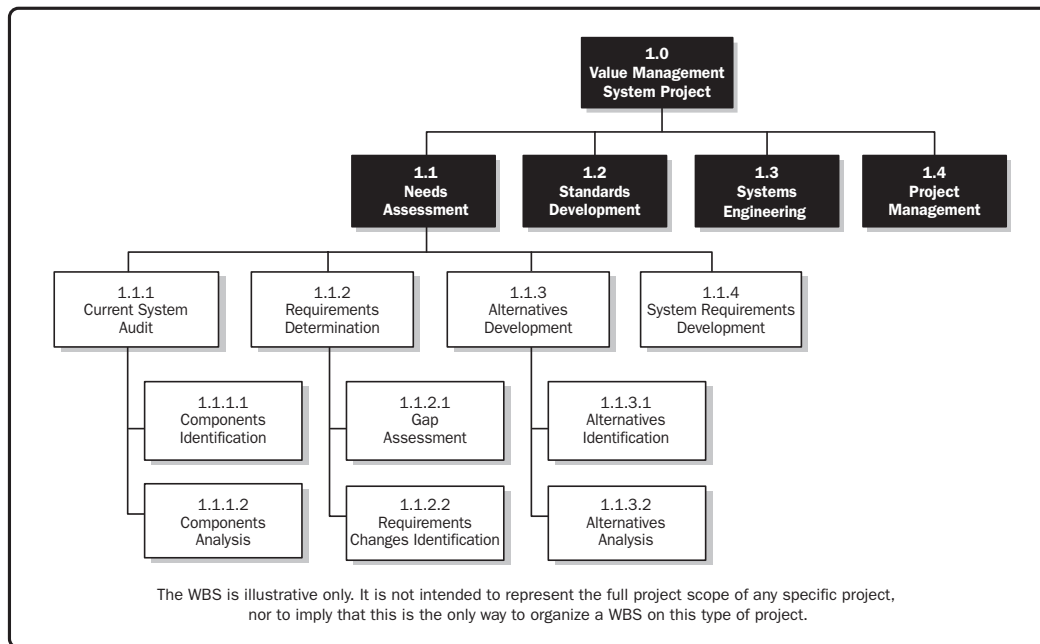 1.0
Value Management
System Project
1.1
Needs
Assessment
1.2
Standards
Development
1.3
Systems
Engineering
1.4
Project
Management
1.1.1
Current System
Audit
1.1.2
Requirements
Determination
1.1.3
Alternatives
Development
1.1.4
System Requirements
Development
1.1.1.1
Components
Identification
1.1.2.1
Gap
Assessment
1.1.3.1
Alternatives
Identification
1.1.1.2
Components
Analysis
1.1.2.2
Requirements
Changes Identification
1.1.3.2
Alternatives
Analysis
The WBS is illustrative only. It is not intended to represent the full project scope of any specific project,
nor to imply that this is the only way to organize a WBS on this type of project.